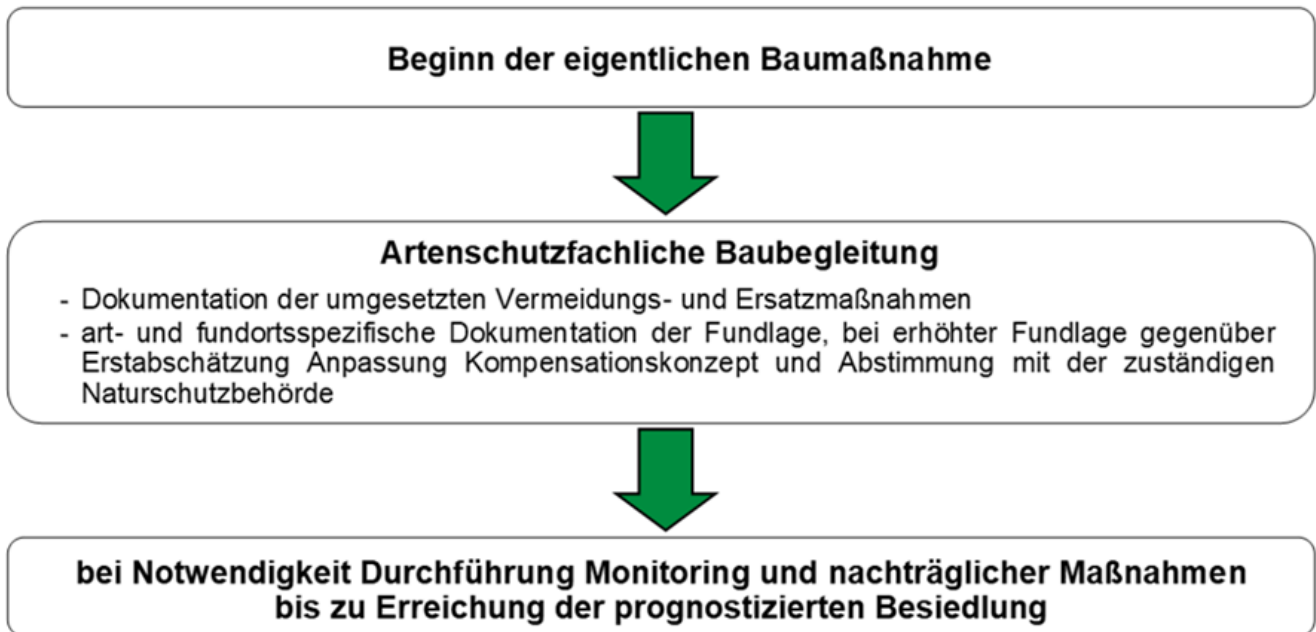 Beginn der eigentlichen Baumaßnahme
Artenschutzfachliche Baubegleitung
- Dokumentation der umgesetzten Vermeidungs- und Ersatzmaßnahmen
- art- und fundortsspezifische Dokumentation der Fundlage, bei erhöhter Fundlage gegenüber
Erstabschätzung Anpassung Kompensationskonzept und Abstimmung mit der zuständigen
Naturschutzbehörde
bei Notwendigkeit Durchführung Monitoring und nachträglicher Maßnahmen
bis zu Erreichung der prognostizierten Besiedlung